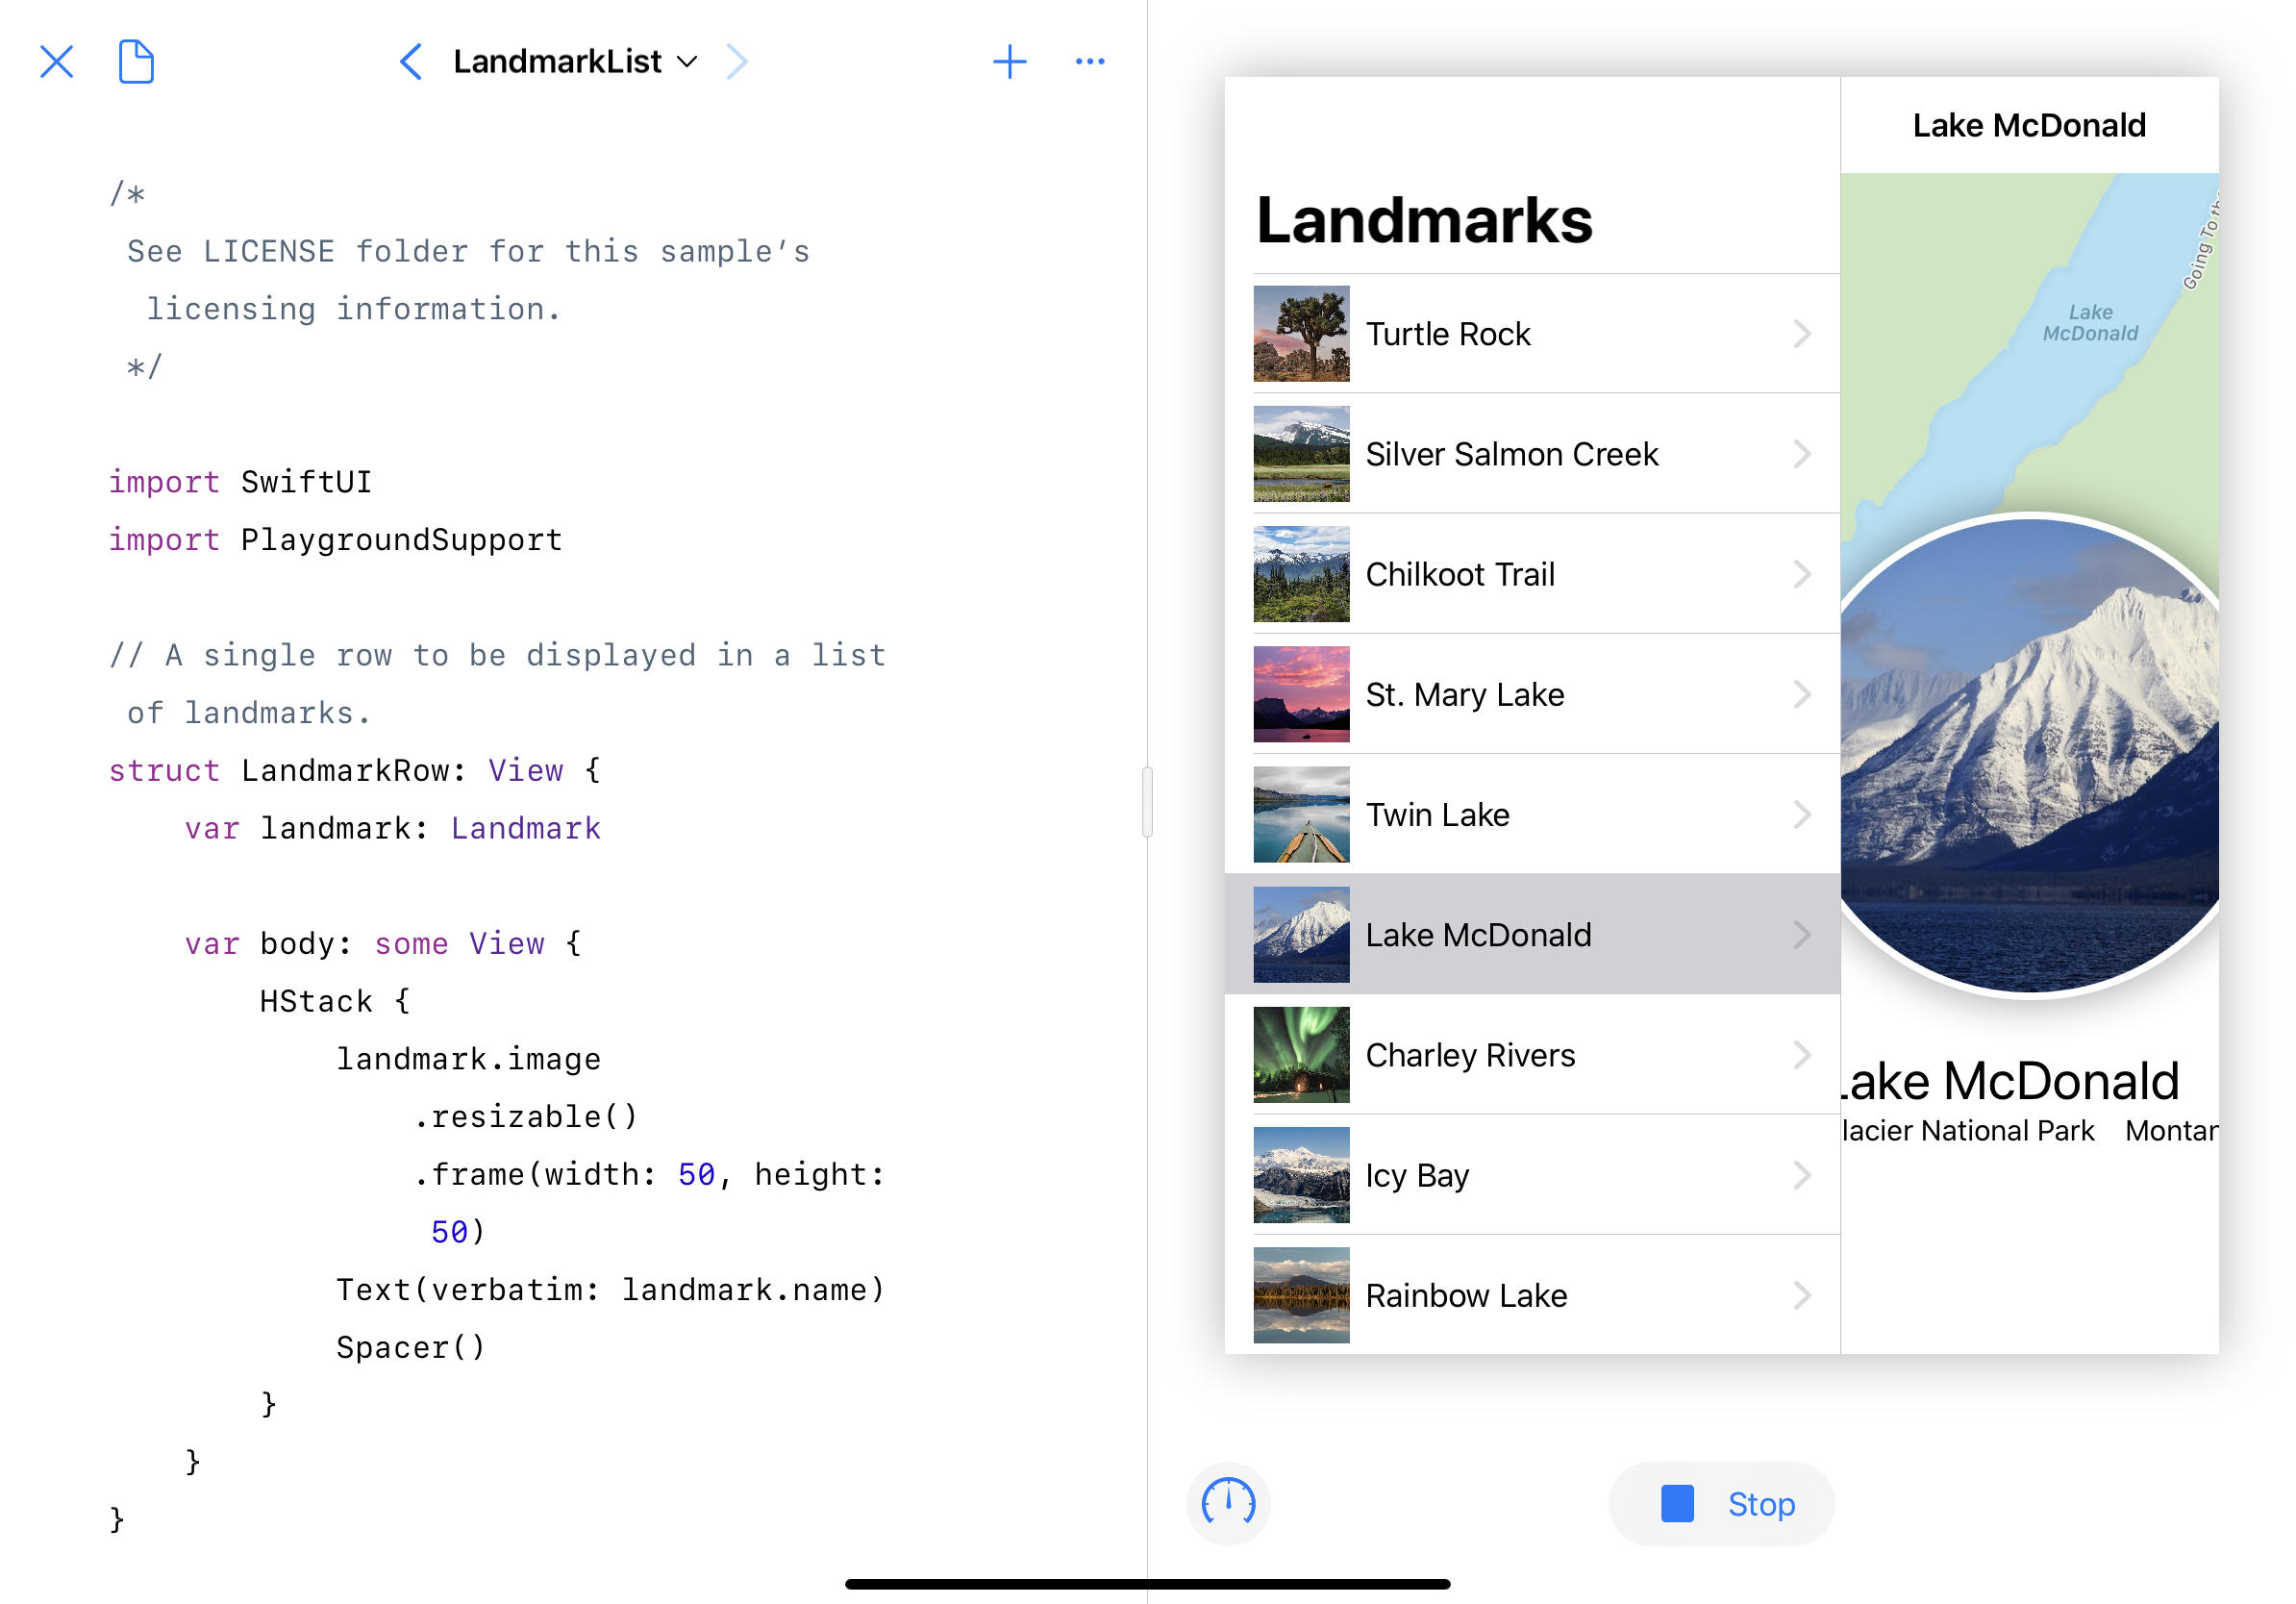 LandmarkList
/*
See LICENSE folder for this sample’s
licensing information.
*/
import SwiftUI
import PlaygroundSupport
// A single row to be displayed in a list
of landmarks.
struct LandmarkRow: View {
var landmark: Landmark
var body: some View {
HStack {
landmark.image
.resizable()
.frame(width: 50, height:
50)
Text(verbatim: landmark.name)
Spacer()
}
}
}
Landmarks
Turtle Rock
Silver Salmon Creek
Chilkoot Trail
St. Mary Lake
Twin Lake
Lake McDonald
Charley Rivers
Icy Bay
Rainbow Lake
Lake McDonald
Going To
Lake
McDonald
Lake McDonald
lacier National Park Montan
Stop